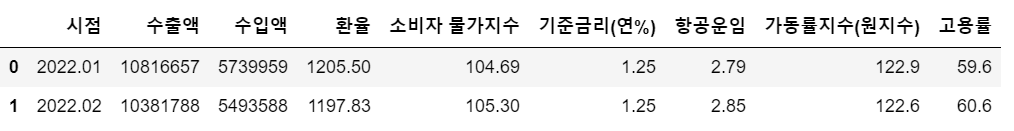 시점 수출액 수입액 환율 소비자 물가지수 기준금리(연%) 항공운임 가동률지수(원지수) 고용률
0 2022.01 10816657 5739959 1205.50 104.69 1.25 2.79 122.9 59.6
1 2022.02 10381788 5493588 1197.83 105.30 1.25 2.85 122.6 60.6